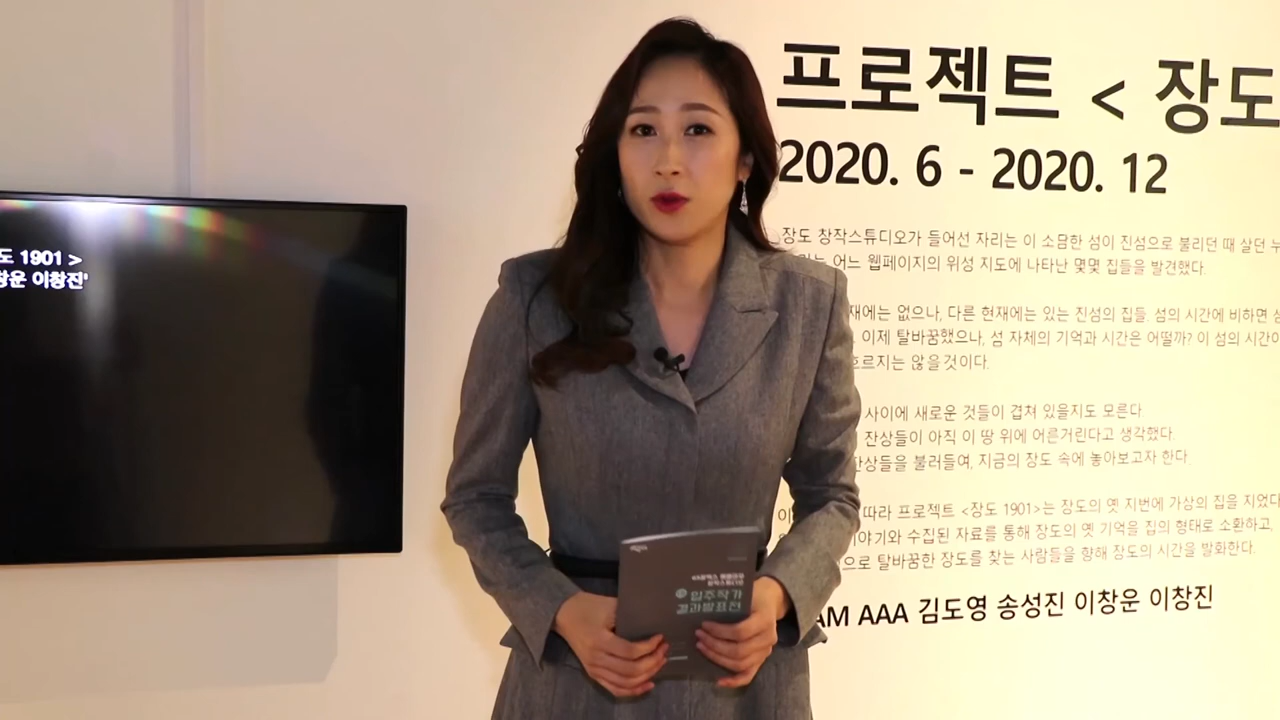 프로젝트 < 장도
2020. 6 - 2020. 12
장도 창작스튜디오가 들어선 자리는 이 소담한 섬이 진섬으로 불리던 때 살던 누
어느 웹페이지의 위성 지도에 나타난 몇몇 집들을 발견했다.
재에는 없으나, 다른 현재에는 있는 진섬의 집들. 섬의 시간에 비하면
이제 탈바꿈했으나, 섬 자체의 기억과 시간은 어떨까? 이 섬의 시간이
흐르지는 않을 것이다.
사이에 새로운 것들이 겹쳐 있을지도 모른다.
잔상들이 아직 이 땅 위에 어른거린다고 생각했다.
잔상들을 불러들여, 지금의 장도 속에 놓아보고자 한다.
따라 프로젝트 <장도 1901>는 장도의 옛 지번에 가상의 집을 지었다
이야기와 수집된 자료를 통해 장도의 옛 기억을 집의 형태로 소환하고,
으로 탈바꿈한 장도를 찾는 사람들을 향해 장도의 시간을 발화한다.
AM AAA 김도영 송성진 이창운 이창진
도 1901 >
창운 이창진'
입주작가
결과발표전